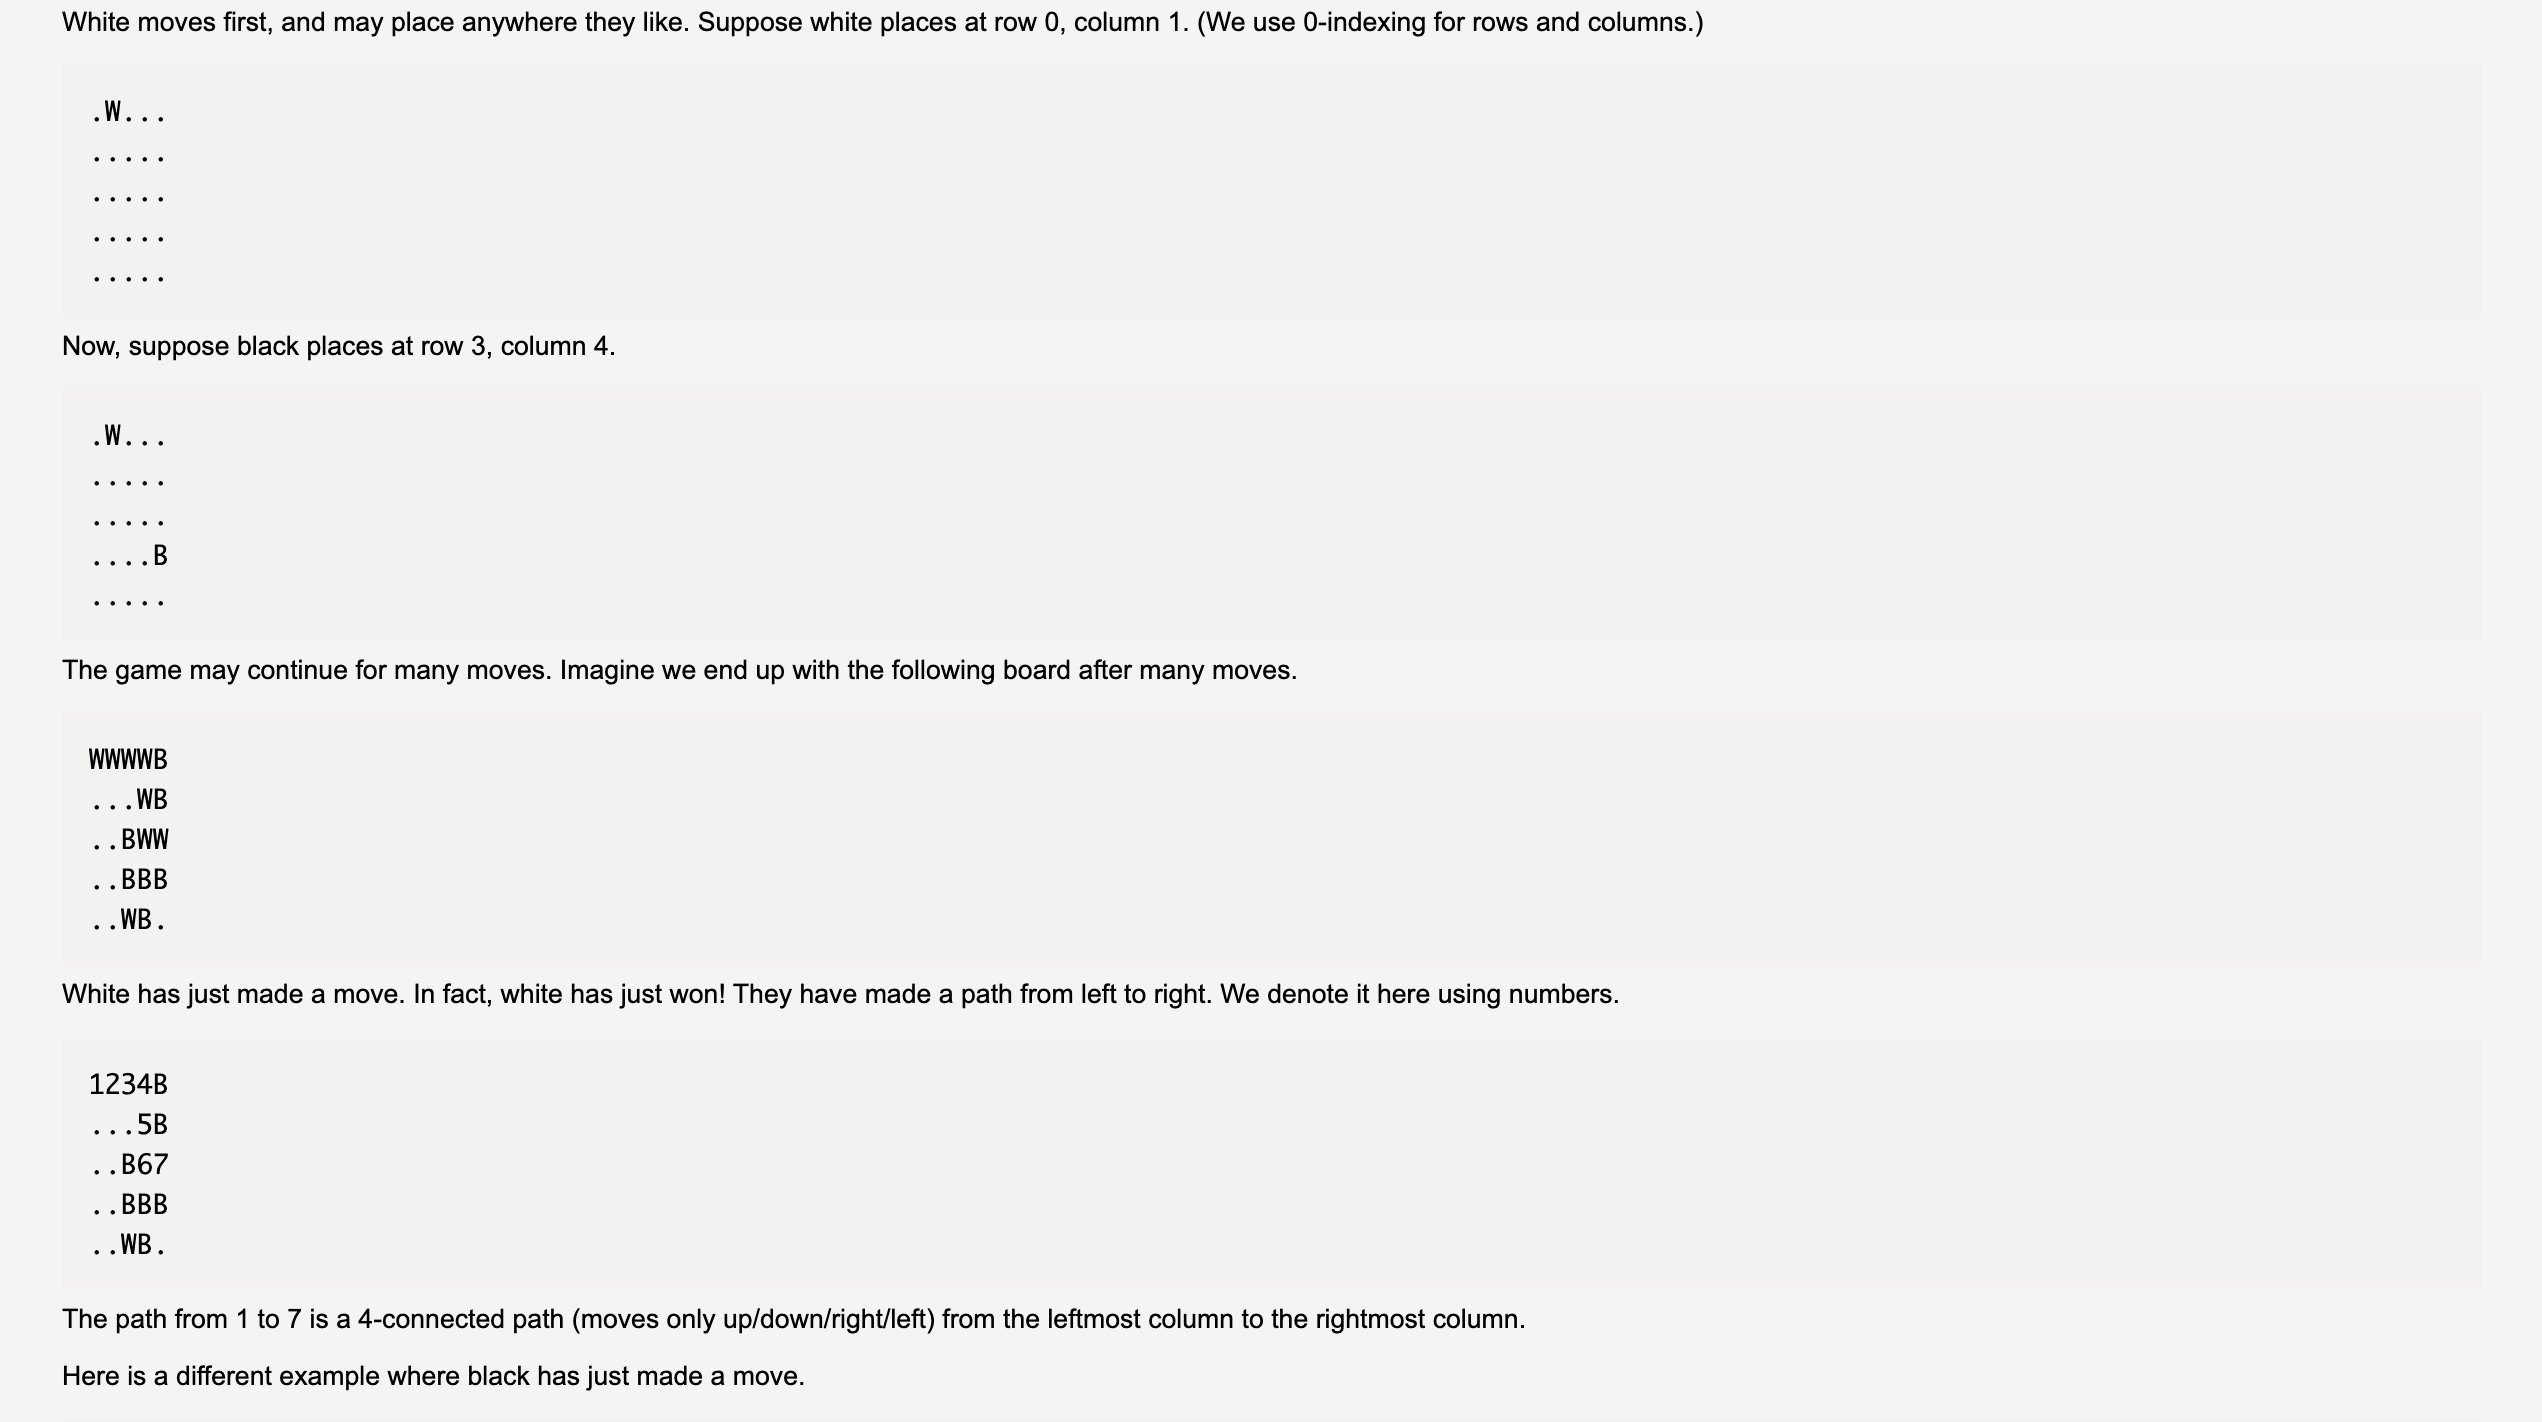 White moves first, and may place anywhere they like. Suppose white places at row 0, column 1. (We use 0-indexing for rows and columns.)
.W...
.....
.....
.....
.....
Now, suppose black places at row 3, column 4.
.W...
.....
.....
....B
.....
The game may continue for many moves. Imagine we end up with the following board after many moves.
WWWWB
...WB
..BWW
..BBB
..WB.
White has just made a move. In fact, white has just won! They have made a path from left to right. We denote it here using numbers.
1234B
...5B
..B67
..BBB
..WB.
The path from 1 to 7 is a 4-connected path (moves only up/down/right/left) from the leftmost column to the rightmost column.
Here is a different example where black has just made a move.